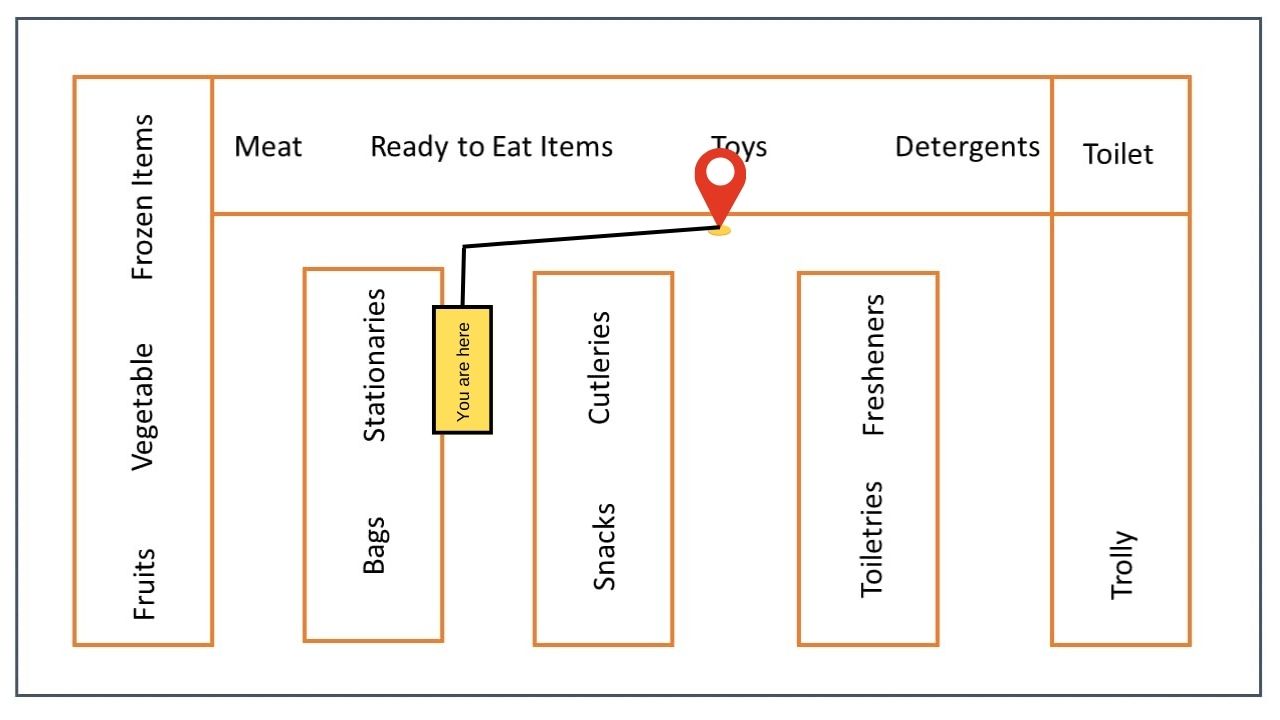 Meat
Ready to Eat Items
Toys
Detergents
Toilet
Frozen Items
Vegetable
Fruits
Stationaries
Bags
You are here
Cutleries
Snacks
Fresheners
Toiletries
Trolly